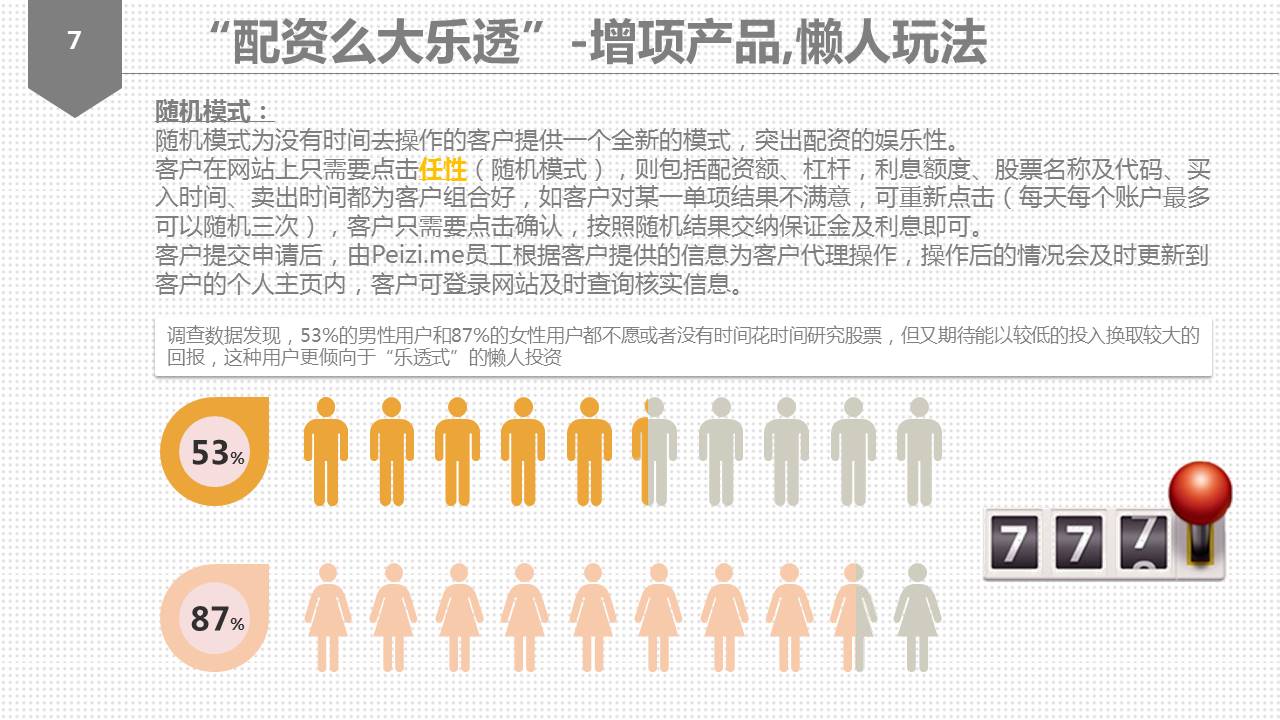 7
“配资么大乐透”-增项产品,懒人玩法
随机模式：
随机模式为没有时间去操作的客户提供一个全新的模式，突出配资的娱乐性。
客户在网站上只需要点击任性（随机模式），则包括配资额、杠杆，利息额度、股票名称及代码、买
入时间、卖出时间都为客户组合好，如客户对某一单项结果不满意，可重新点击（每天每个账户最多
可以随机三次），客户只需要点击确认，按照随机结果交纳保证金及利息即可。
客户提交申请后，由Peizi.me员工根据客户提供的信息为客户代理操作，操作后的情况会及时更新到
客户的个人主页内，客户可登录网站及时查询核实信息。
调查数据发现，53%的男性用户和87%的女性用户都不愿或者没有时间花时间研究股票，但又期待能以较低的投入换取较大的
回报，这种用户更倾向于“乐透式”的懒人投资
53%
7 7 7
87%